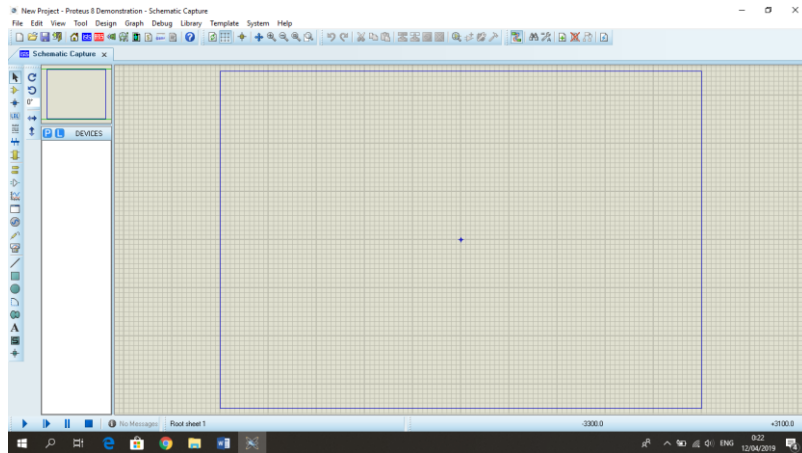 New Project - Proteus 8 Demonstration - Schematic Capture
File Edit View Tool Design Graph Debug Library Template System Help
Schematic Capture x
0°
P L DEVICES
A
No Messages Root sheet 1 -3300.0 +3100.0
ENG 0:22
12/04/2019